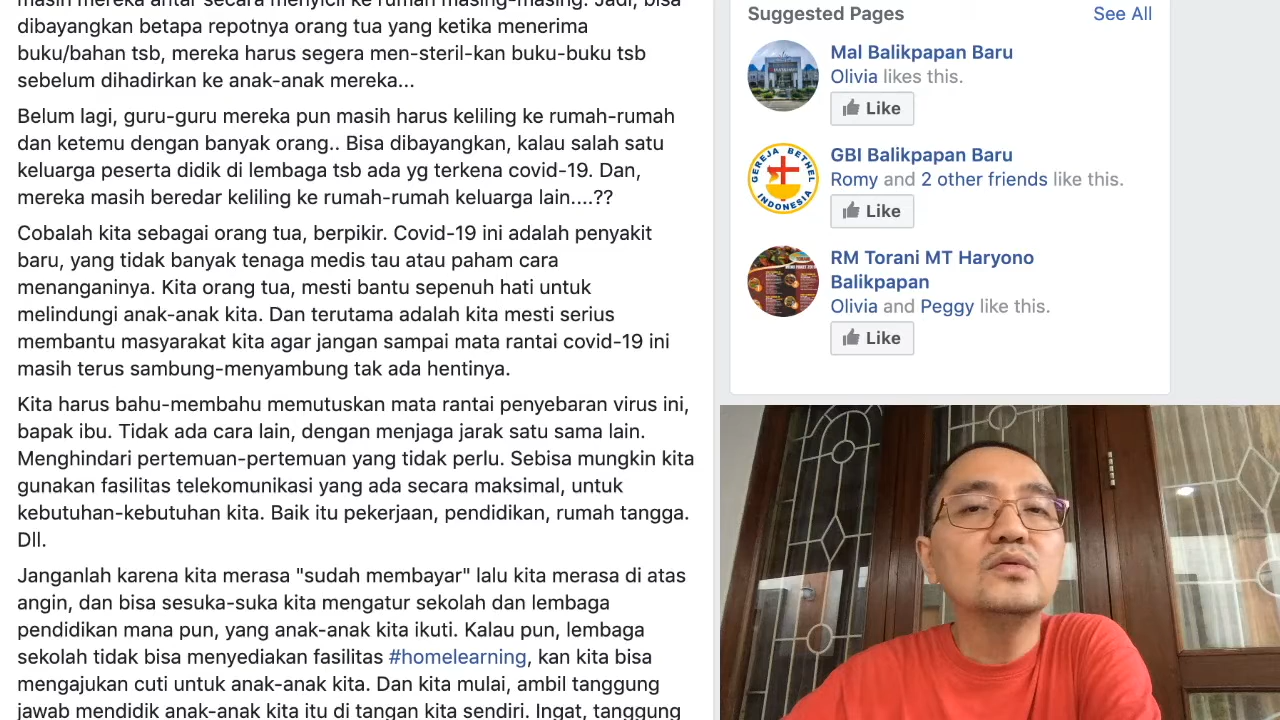 masih mereka antar secara menyicil ke rumah masing-masing. Jadi, bisa
dibayangkan betapa repotnya orang tua yang ketika menerima
buku/bahan tsb, mereka harus segera men-steril-kan buku-buku tsb
sebelum dihadirkan ke anak-anak mereka...
Belum lagi, guru-guru mereka pun masih harus keliling ke rumah-rumah
dan ketemu dengan banyak orang.. Bisa dibayangkan, kalau salah satu
keluarga peserta didik di lembaga tsb ada yg terkena covid-19. Dan,
mereka masih beredar keliling ke rumah-rumah keluarga lain....??
Cobalah kita sebagai orang tua, berpikir. Covid-19 ini adalah penyakit
baru, yang tidak banyak tenaga medis tau atau paham cara
menanganinya. Kita orang tua, mesti bantu sepenuh hati untuk
melindungi anak-anak kita. Dan terutama adalah kita mesti serius
membantu masyarakat kita agar jangan sampai mata rantai covid-19 ini
masih terus sambung-menyambung tak ada hentinya.
Kita harus bahu-membahu memutuskan mata rantai penyebaran virus ini,
bapak ibu. Tidak ada cara lain, dengan menjaga jarak satu sama lain.
Menghindari pertemuan-pertemuan yang tidak perlu. Sebisa mungkin kita
gunakan fasilitas telekomunikasi yang ada secara maksimal, untuk
kebutuhan-kebutuhan kita. Baik itu pekerjaan, pendidikan, rumah tangga.
Dll.
Janganlah karena kita merasa "sudah membayar" lalu kita merasa di atas
angin, dan bisa sesuka-suka kita mengatur sekolah dan lembaga
pendidikan mana pun, yang anak-anak kita ikuti. Kalau pun, lembaga
sekolah tidak bisa menyediakan fasilitas #homelearning, kan kita bisa
mengajukan cuti untuk anak-anak kita. Dan kita mulai, ambil tanggung
jawab mendidik anak-anak kita itu di tangan kita sendiri. Ingat, tanggung
Suggested Pages
See All
Mal Balikpapan Baru
Olivia likes this.
Like
GEREJA BETHEL
INDONESIA
GBI Balikpapan Baru
Romy and 2 other friends like this.
Like
RM Torani MT Haryono
Balikpapan
Olivia and Peggy like this.
Like